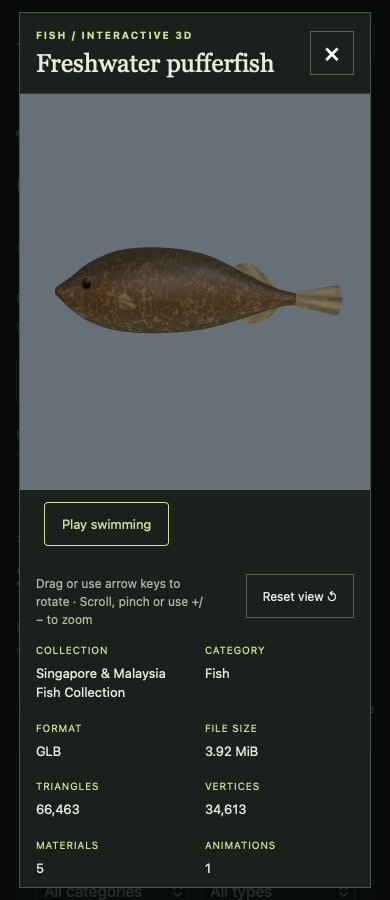 FISH / INTERACTIVE 3D
Freshwater pufferfish
×
Play swimming
Drag or use arrow keys to
rotate · Scroll, pinch or use +/
− to zoom
Reset view ↺
COLLECTION
Singapore & Malaysia
Fish Collection
CATEGORY
Fish
FORMAT
GLB
FILE SIZE
3.92 MiB
TRIANGLES
66,463
VERTICES
34,613
MATERIALS
5
ANIMATIONS
1
All categories
All types